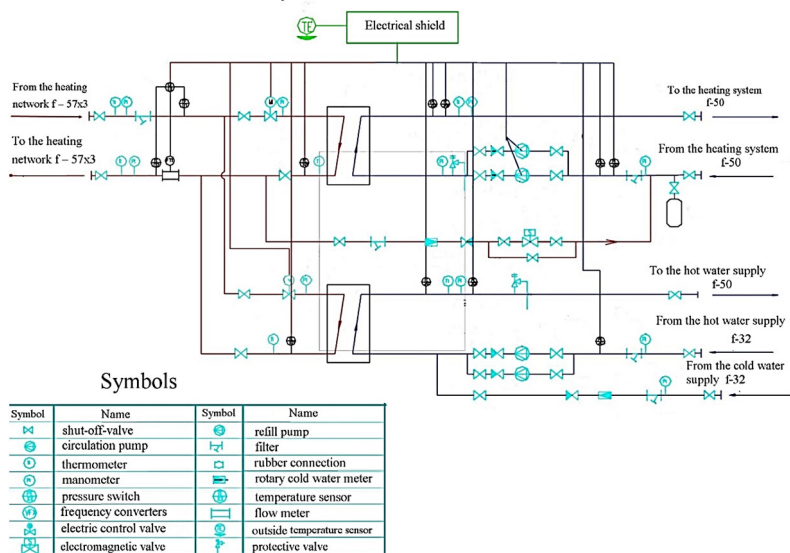 TE
Electrical shield
From the heating
network f – 57x3
To the heating
network f – 57x3
To the heating system
f-50
From the heating system
f-50
To the hot water supply
f-50
From the hot water supply
f-32
From the cold water
supply f-32
Symbols
Symbol Name Symbol Name
shut-off-valve refill pump
circulation pump filter
thermometer rubber connection
manometer rotary cold water meter
pressure switch temperature sensor
frequency converters flow meter
electric control valve outside temperature sensor
electromagnetic valve protective valve